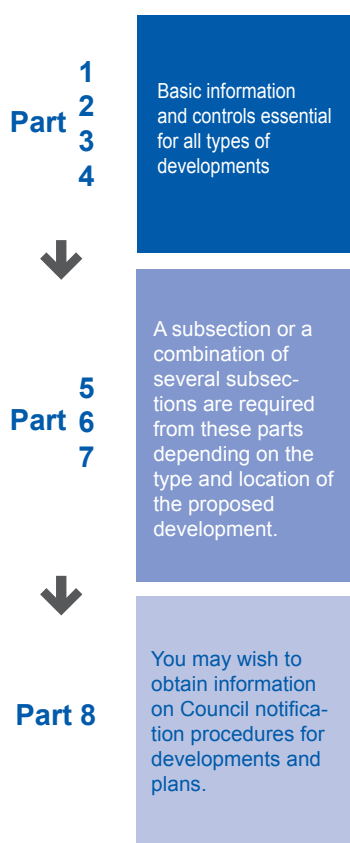 Part
1
2
3
4
Basic information
and controls essential
for all types of
developments
Part
5
6
7
A subsection or a
combination of
several subsec-
tions are required
from these parts
depending on the
type and location of
the proposed
development.
Part 8
You may wish to
obtain information
on Council notifica-
tion procedures for
developments and
plans.